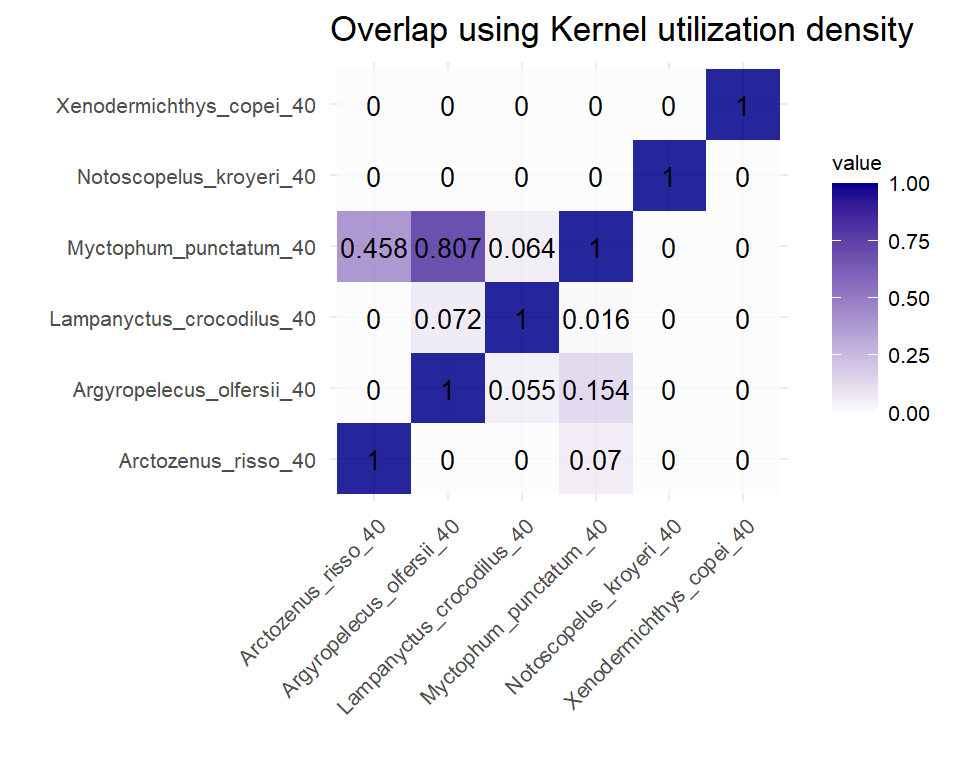 Overlap using Kernel utilization density
Xenodermichthys_copei_40 0 0 0 0 0 1
Notoscopelus_kroyeri_40 0 0 0 0 1 0
Myctophum_punctatum_40 0.458 0.807 0.064 1 0 0
Lampanyctus_crocodilus_40 0 0.072 1 0.016 0 0
Argyropelecus_olfersii_40 0 1 0.055 0.154 0 0
Arctozenus_risso_40 1 0 0 0.07 0 0
Arctozenus_risso_40
Argyropelecus_olfersii_40
Lampanyctus_crocodilus_40
Myctophum_punctatum_40
Notoscopelus_kroyeri_40
Xenodermichthys_copei_40
value
1.00
0.75
0.50
0.25
0.00